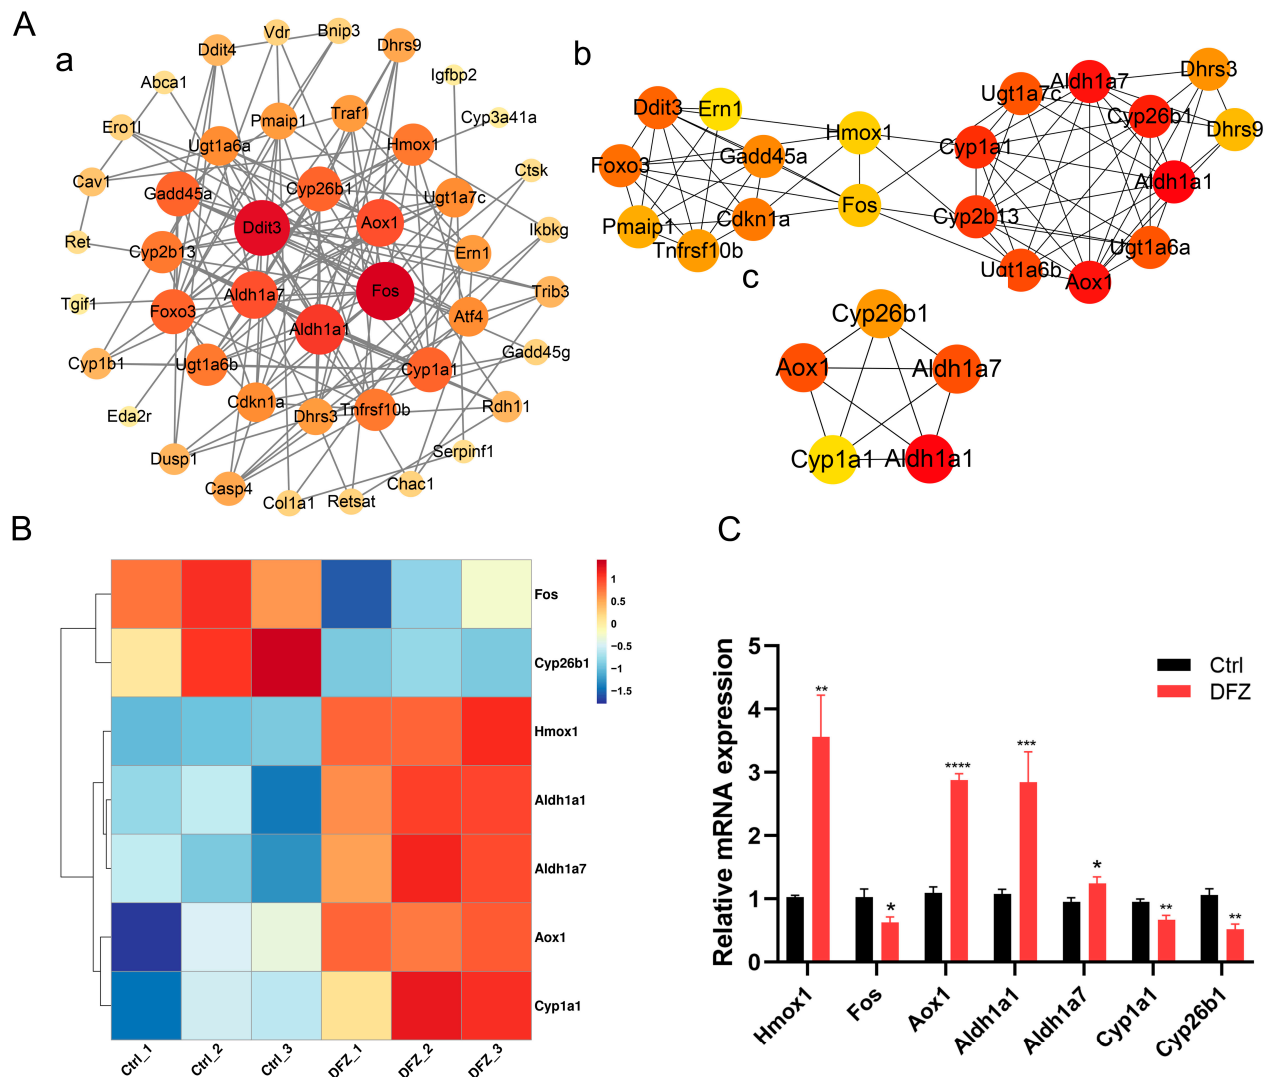 A
a
Vdr
Bnip3
Ddit4
Dhrs9
Igfbp2
Abca1
Cyp3a41a
Ero1l
Pmaip1
Traf1
Ugt1a6a
Hmox1
Ctsk
Cav1
Gadd45a
Cyp26b1
Ugt1a7c
Ddit3
Aox1
Ikbkg
Ret
Cyp2b13
Ern1
Tgif1
Aldh1a7
Fos
Trib3
Foxo3
Aldh1a1
Atf4
Cyp1b1
Ugt1a6b
Cyp1a1
Gadd45g
Eda2r
Cdkn1a
Dhrs3
Tnfrsf10b
Rdh11
Dusp1
Serpinf1
Casp4
Col1a1
Retsat
Chac1
b
Ddit3
Ern1
Hmox1
Foxo3
Gadd45a
Pmaip1
Cdkn1a
Fos
Tnfrsf10b
Ugt1a7c
Aldh1a7
Dhrs3
Cyp26b1
Dhrs9
Cyp1a1
Aldh1a1
Cyp2b13
Ugt1a6a
Ugt1a6b
Aox1
c
Cyp26b1
Aox1
Aldh1a7
Cyp1a1
Aldh1a1
B
Fos
Cyp26b1
Hmox1
Aldh1a1
Aldh1a7
Aox1
Cyp1a1
Ctrl_1
Ctrl_2
Ctrl_3
DFZ_1
DFZ_2
DFZ_3
1
0.5
0
−0.5
−1
−1.5
C
Relative mRNA expression
5
4
3
2
1
0
Ctrl
DFZ
**
*
****
***
*
**
**
Hmox1
Fos
Aox1
Aldh1a1
Aldh1a7
Cyp1a1
Cyp26b1